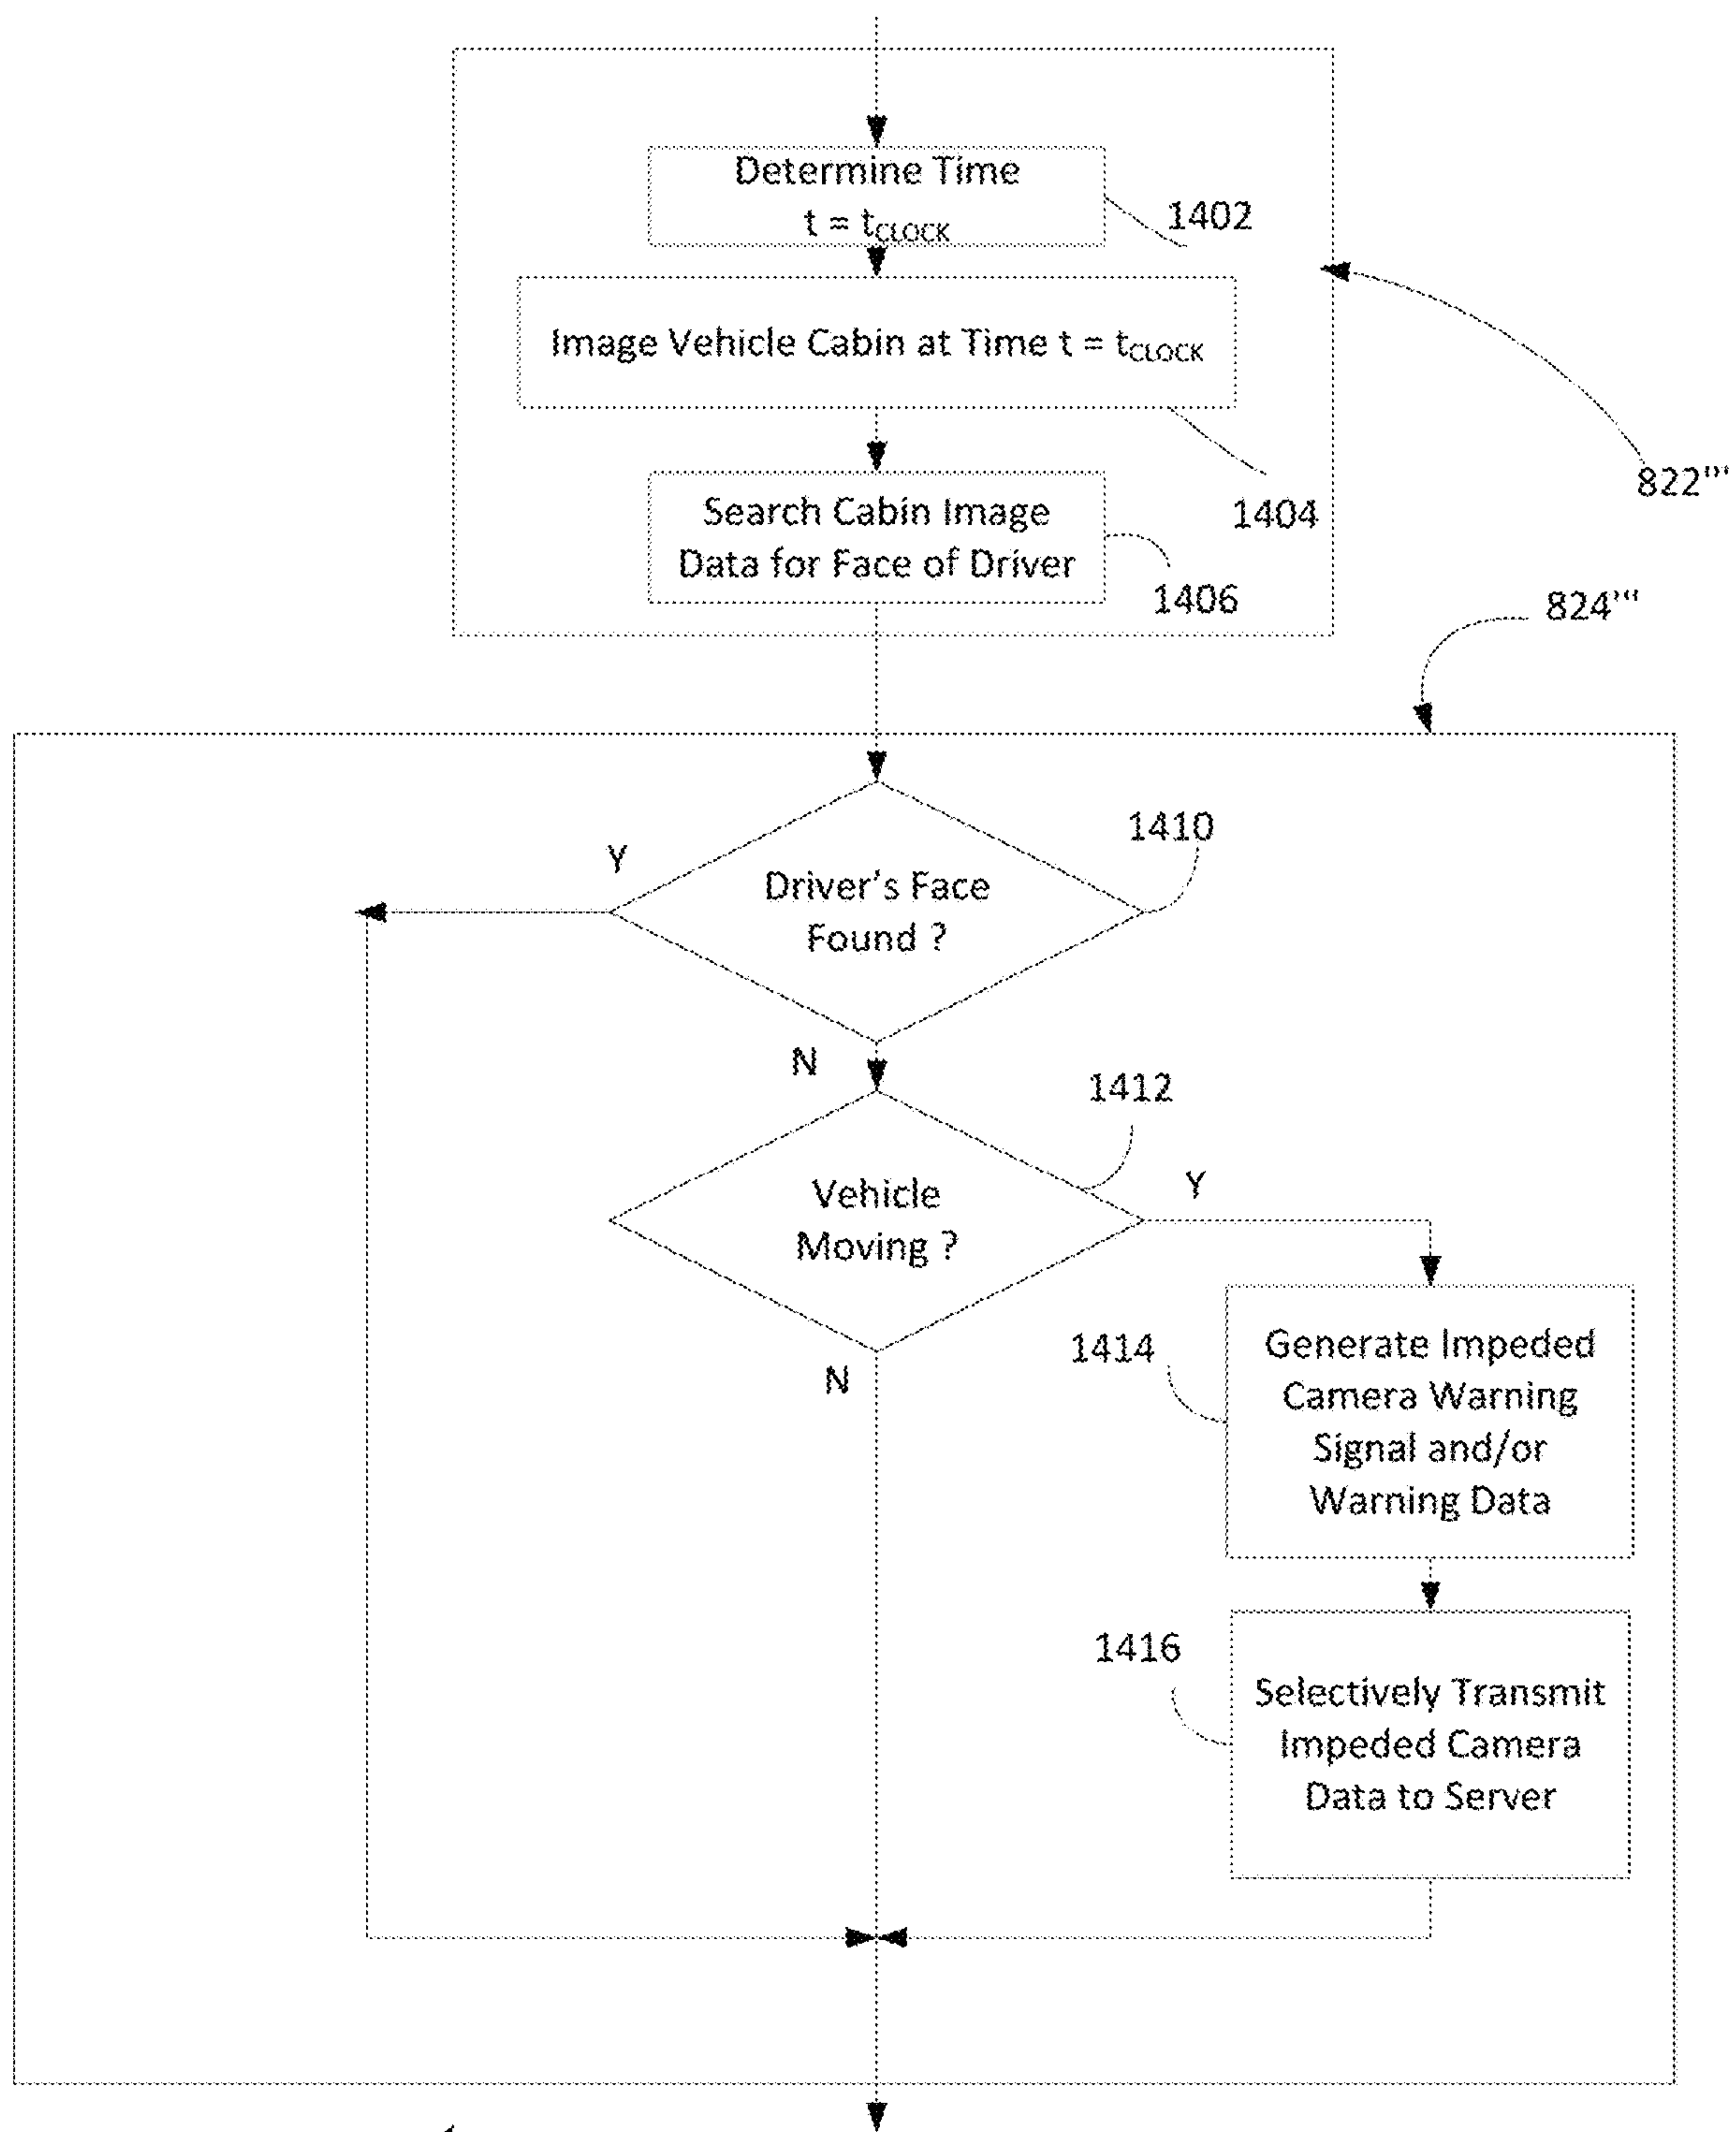 Determine Time
t = tCLOCK
1402
Image Vehicle Cabin at Time t = tCLOCK
1404
822'''
Search Cabin Image
Data for Face of Driver
1406
824'''
1410
Y
Driver's Face
Found ?
N
1412
Y
Vehicle
Moving ?
N
1414
Generate Impeded
Camera Warning
Signal and/or
Warning Data
1416
Selectively Transmit
Impeded Camera
Data to Server